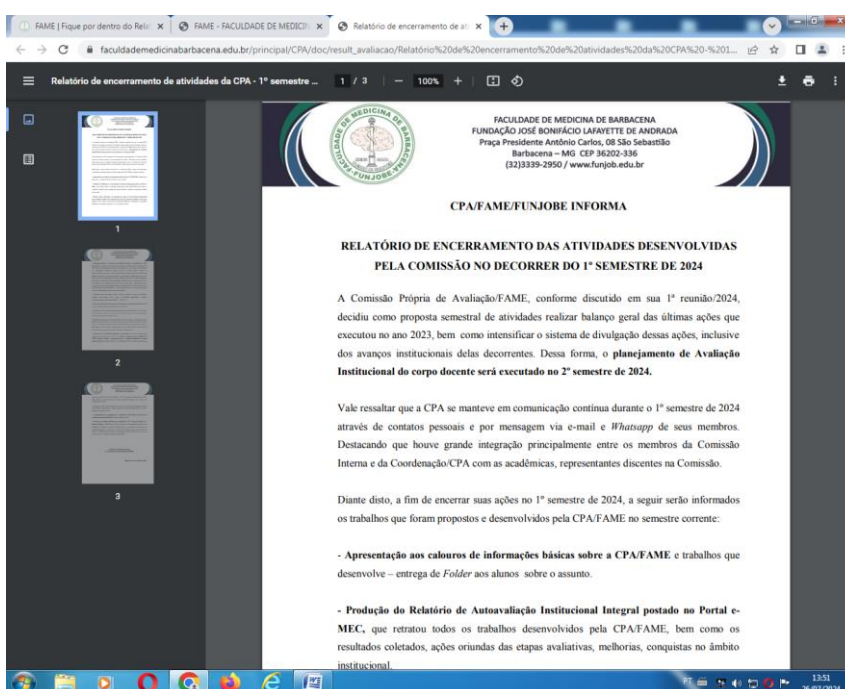 FAME | Fique por dentro do Rela
FAME - FACULDADE DE MEDICIN
Relatório de encerramento de at
faculdademedicinabarbacena.edu.br/principal/CPA/doc/result_avaliacao/Relatório%20de%20encerramento%20de%20atividades%20da%20CPA%20-%201...
Relatório de encerramento de atividades da CPA - 1º semestre ...
1 / 3
100%
1
2
3
FACULDADE DE MEDICINA DE BARBACENA
FUNJOBE
FACULDADE DE MEDICINA DE BARBACENA
FUNDAÇÃO JOSÉ BONIFÁCIO LAFAYETTE DE ANDRADA
Praça Presidente Antônio Carlos, 08 São Sebastião
Barbacena – MG CEP 36202-336
(32)3339-2950 / www.funjob.edu.br
CPA/FAME/FUNJOBE INFORMA
RELATÓRIO DE ENCERRAMENTO DAS ATIVIDADES DESENVOLVIDAS
PELA COMISSÃO NO DECORRER DO 1º SEMESTRE DE 2024
A Comissão Própria de Avaliação/FAME, conforme discutido em sua 1ª reunião/2024,
decidiu como proposta semestral de atividades realizar balanço geral das últimas ações que
executou no ano 2023, bem como intensificar o sistema de divulgação dessas ações, inclusive
dos avanços institucionais delas decorrentes. Dessa forma, o planejamento de Avaliação
Institucional do corpo docente será executado no 2º semestre de 2024.
Vale ressaltar que a CPA se manteve em comunicação contínua durante o 1º semestre de 2024
através de contatos pessoais e por mensagem via e-mail e Whatsapp de seus membros.
Destacando que houve grande integração principalmente entre os membros da Comissão
Interna e da Coordenação/CPA com as acadêmicas, representantes discentes na Comissão.
Diante disto, a fim de encerrar suas ações no 1º semestre de 2024, a seguir serão informados
os trabalhos que foram propostos e desenvolvidos pela CPA/FAME no semestre corrente:
- Apresentação aos calouros de informações básicas sobre a CPA/FAME e trabalhos que
desenvolve – entrega de Folder aos alunos sobre o assunto.
- Produção do Relatório de Autoavaliação Institucional Integral postado no Portal e-
MEC, que retratou todos os trabalhos desenvolvidos pela CPA/FAME, bem como os
resultados coletados, ações oriundas das etapas avaliativas, melhorias, conquistas no âmbito
institucional.
PT
13:51
26/07/2024